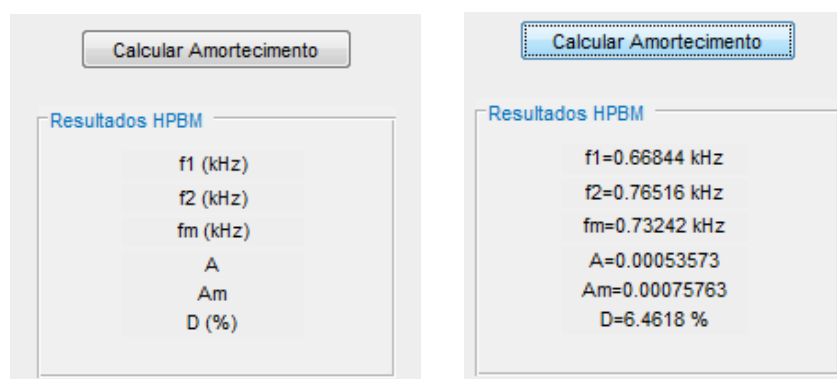 Calcular Amortecimento
Resultados HPBM
f1 (kHz)
f2 (kHz)
fm (kHz)
A
Am
D (%)
Calcular Amortecimento
Resultados HPBM
f1=0.66844 kHz
f2=0.76516 kHz
fm=0.73242 kHz
A=0.00053573
Am=0.00075763
D=6.4618 %